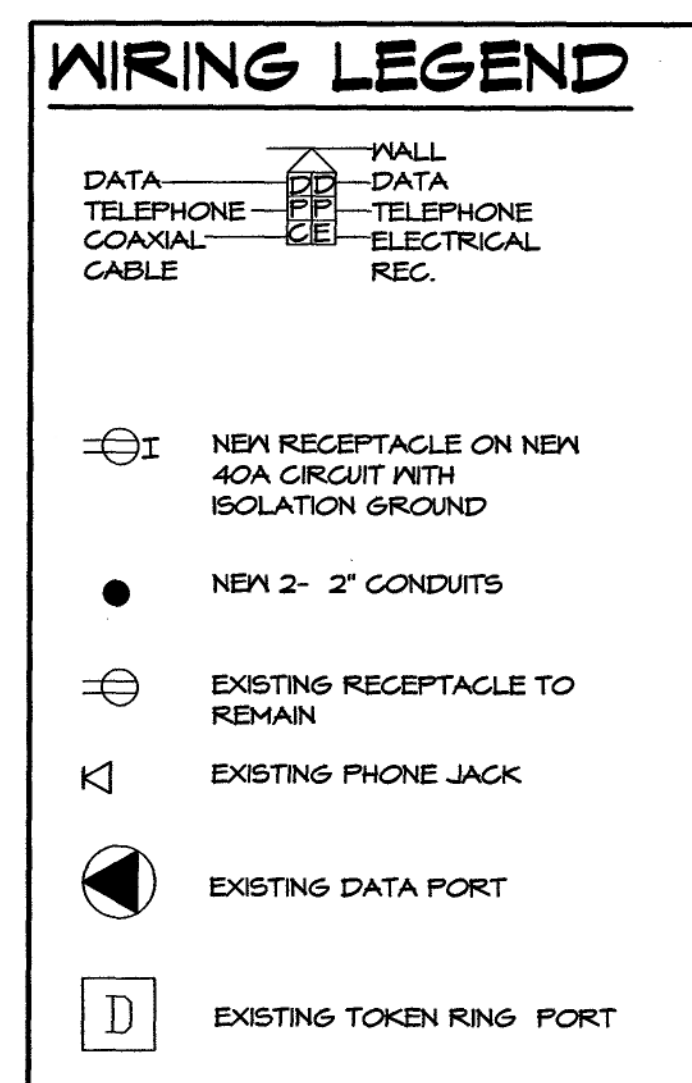 WIRING LEGEND
WALL
DATA DD DATA
TELEPHONE PP TELEPHONE
COAXIAL CE ELECTRICAL
CABLE REC.
I NEW RECEPTACLE ON NEW
40A CIRCUIT WITH
ISOLATION GROUND
NEW 2- 2" CONDUITS
EXISTING RECEPTACLE TO
REMAIN
EXISTING PHONE JACK
EXISTING DATA PORT
D EXISTING TOKEN RING PORT